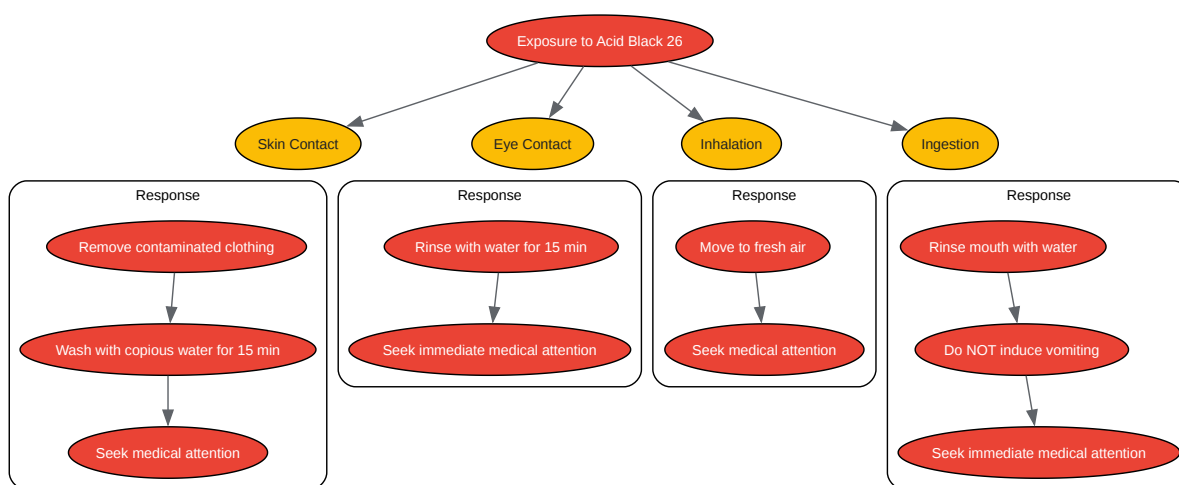 Exposure to Acid Black 26
Skin Contact
Eye Contact
Inhalation
Ingestion
Response
Remove contaminated clothing
Wash with copious water for 15 min
Seek medical attention
Response
Rinse with water for 15 min
Seek immediate medical attention
Response
Move to fresh air
Seek medical attention
Response
Rinse mouth with water
Do NOT induce vomiting
Seek immediate medical attention